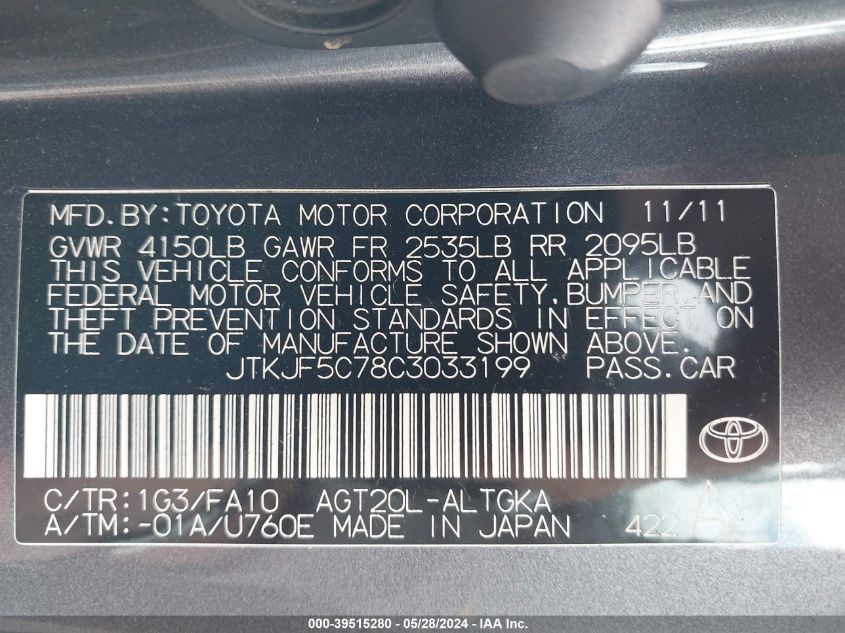 MFD.BY:TOYOTA MOTOR CORPORATION 11/11
GVWR 4150LB GAWR FR 2535LB RR 2095LB
THIS VEHICLE CONFORMS TO ALL APPLICABLE
FEDERAL MOTOR VEHICLE SAFETY,BUMPER,AND
THEFT PREVENTION STANDARDS IN EFFECT ON
THE DATE OF MANUFACTURE SHOWN ABOVE.
JTKJF5C78C3033199 PASS.CAR
C/TR:1G3/FA10 AGT20L-ALTGKA
A/TM:-01A/U760E MADE IN JAPAN 422 A
000-39515280 - 05/28/2024 - IAA Inc.